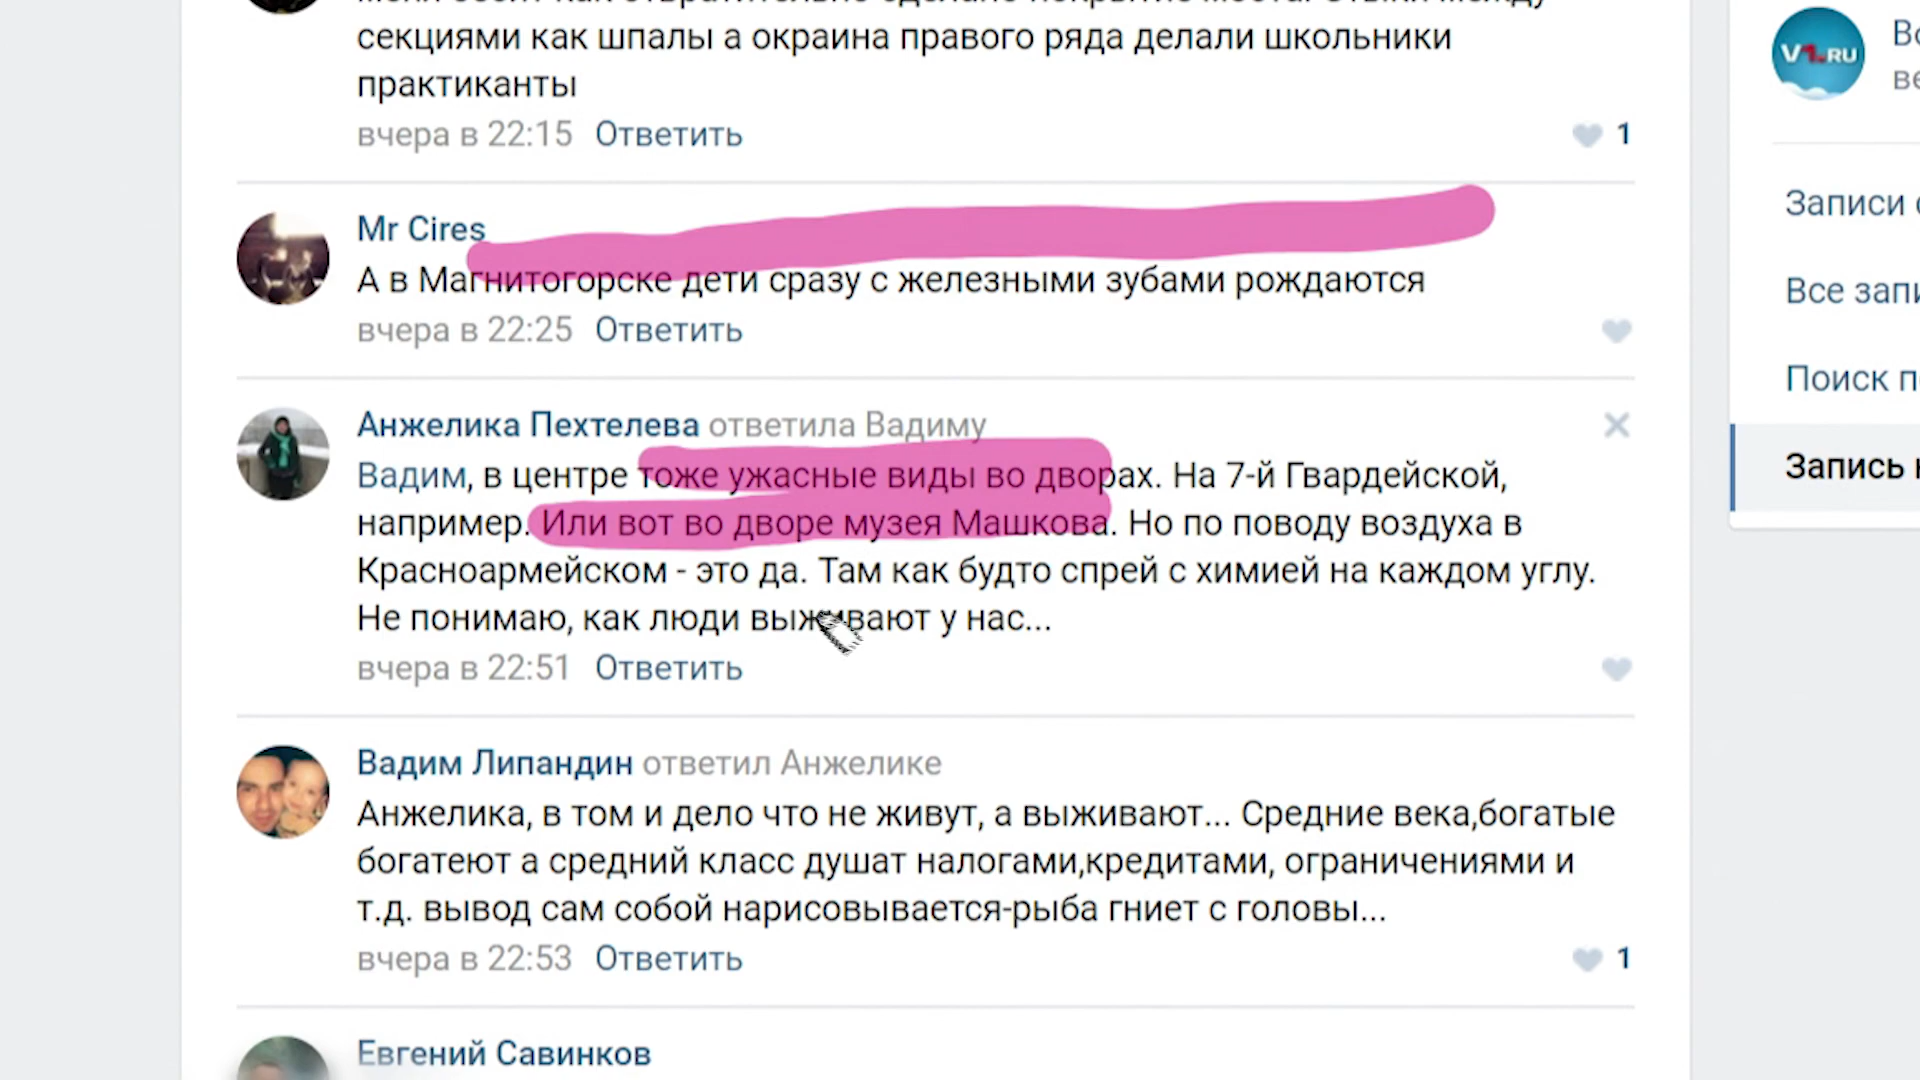 секциями как шпалы а окраина правого ряда делали школьники
практиканты
вчера в 22:15 Ответить
1
Mr Cires
А в Магнитогорске дети сразу с железными зубами рождаются
вчера в 22:25 Ответить
Анжелика Пехтелева ответила Вадиму
Вадим, в центре тоже ужасные виды во дворах. На 7-й Гвардейской,
например. Или вот во дворе музея Машкова. Но по поводу воздуха в
Красноармейском - это да. Там как будто спрей с химией на каждом углу.
Не понимаю, как люди выживают у нас...
вчера в 22:51 Ответить
Вадим Липандин ответил Анжелике
Анжелика, в том и дело что не живут, а выживают... Средние века,богатые
богатеют а средний класс душат налогами,кредитами, ограничениями и
т.д. вывод сам собой нарисовывается-рыба гниет с головы...
вчера в 22:53 Ответить
1
Евгений Савинков
V1.RU
Записи
Все
Поиск
Запись